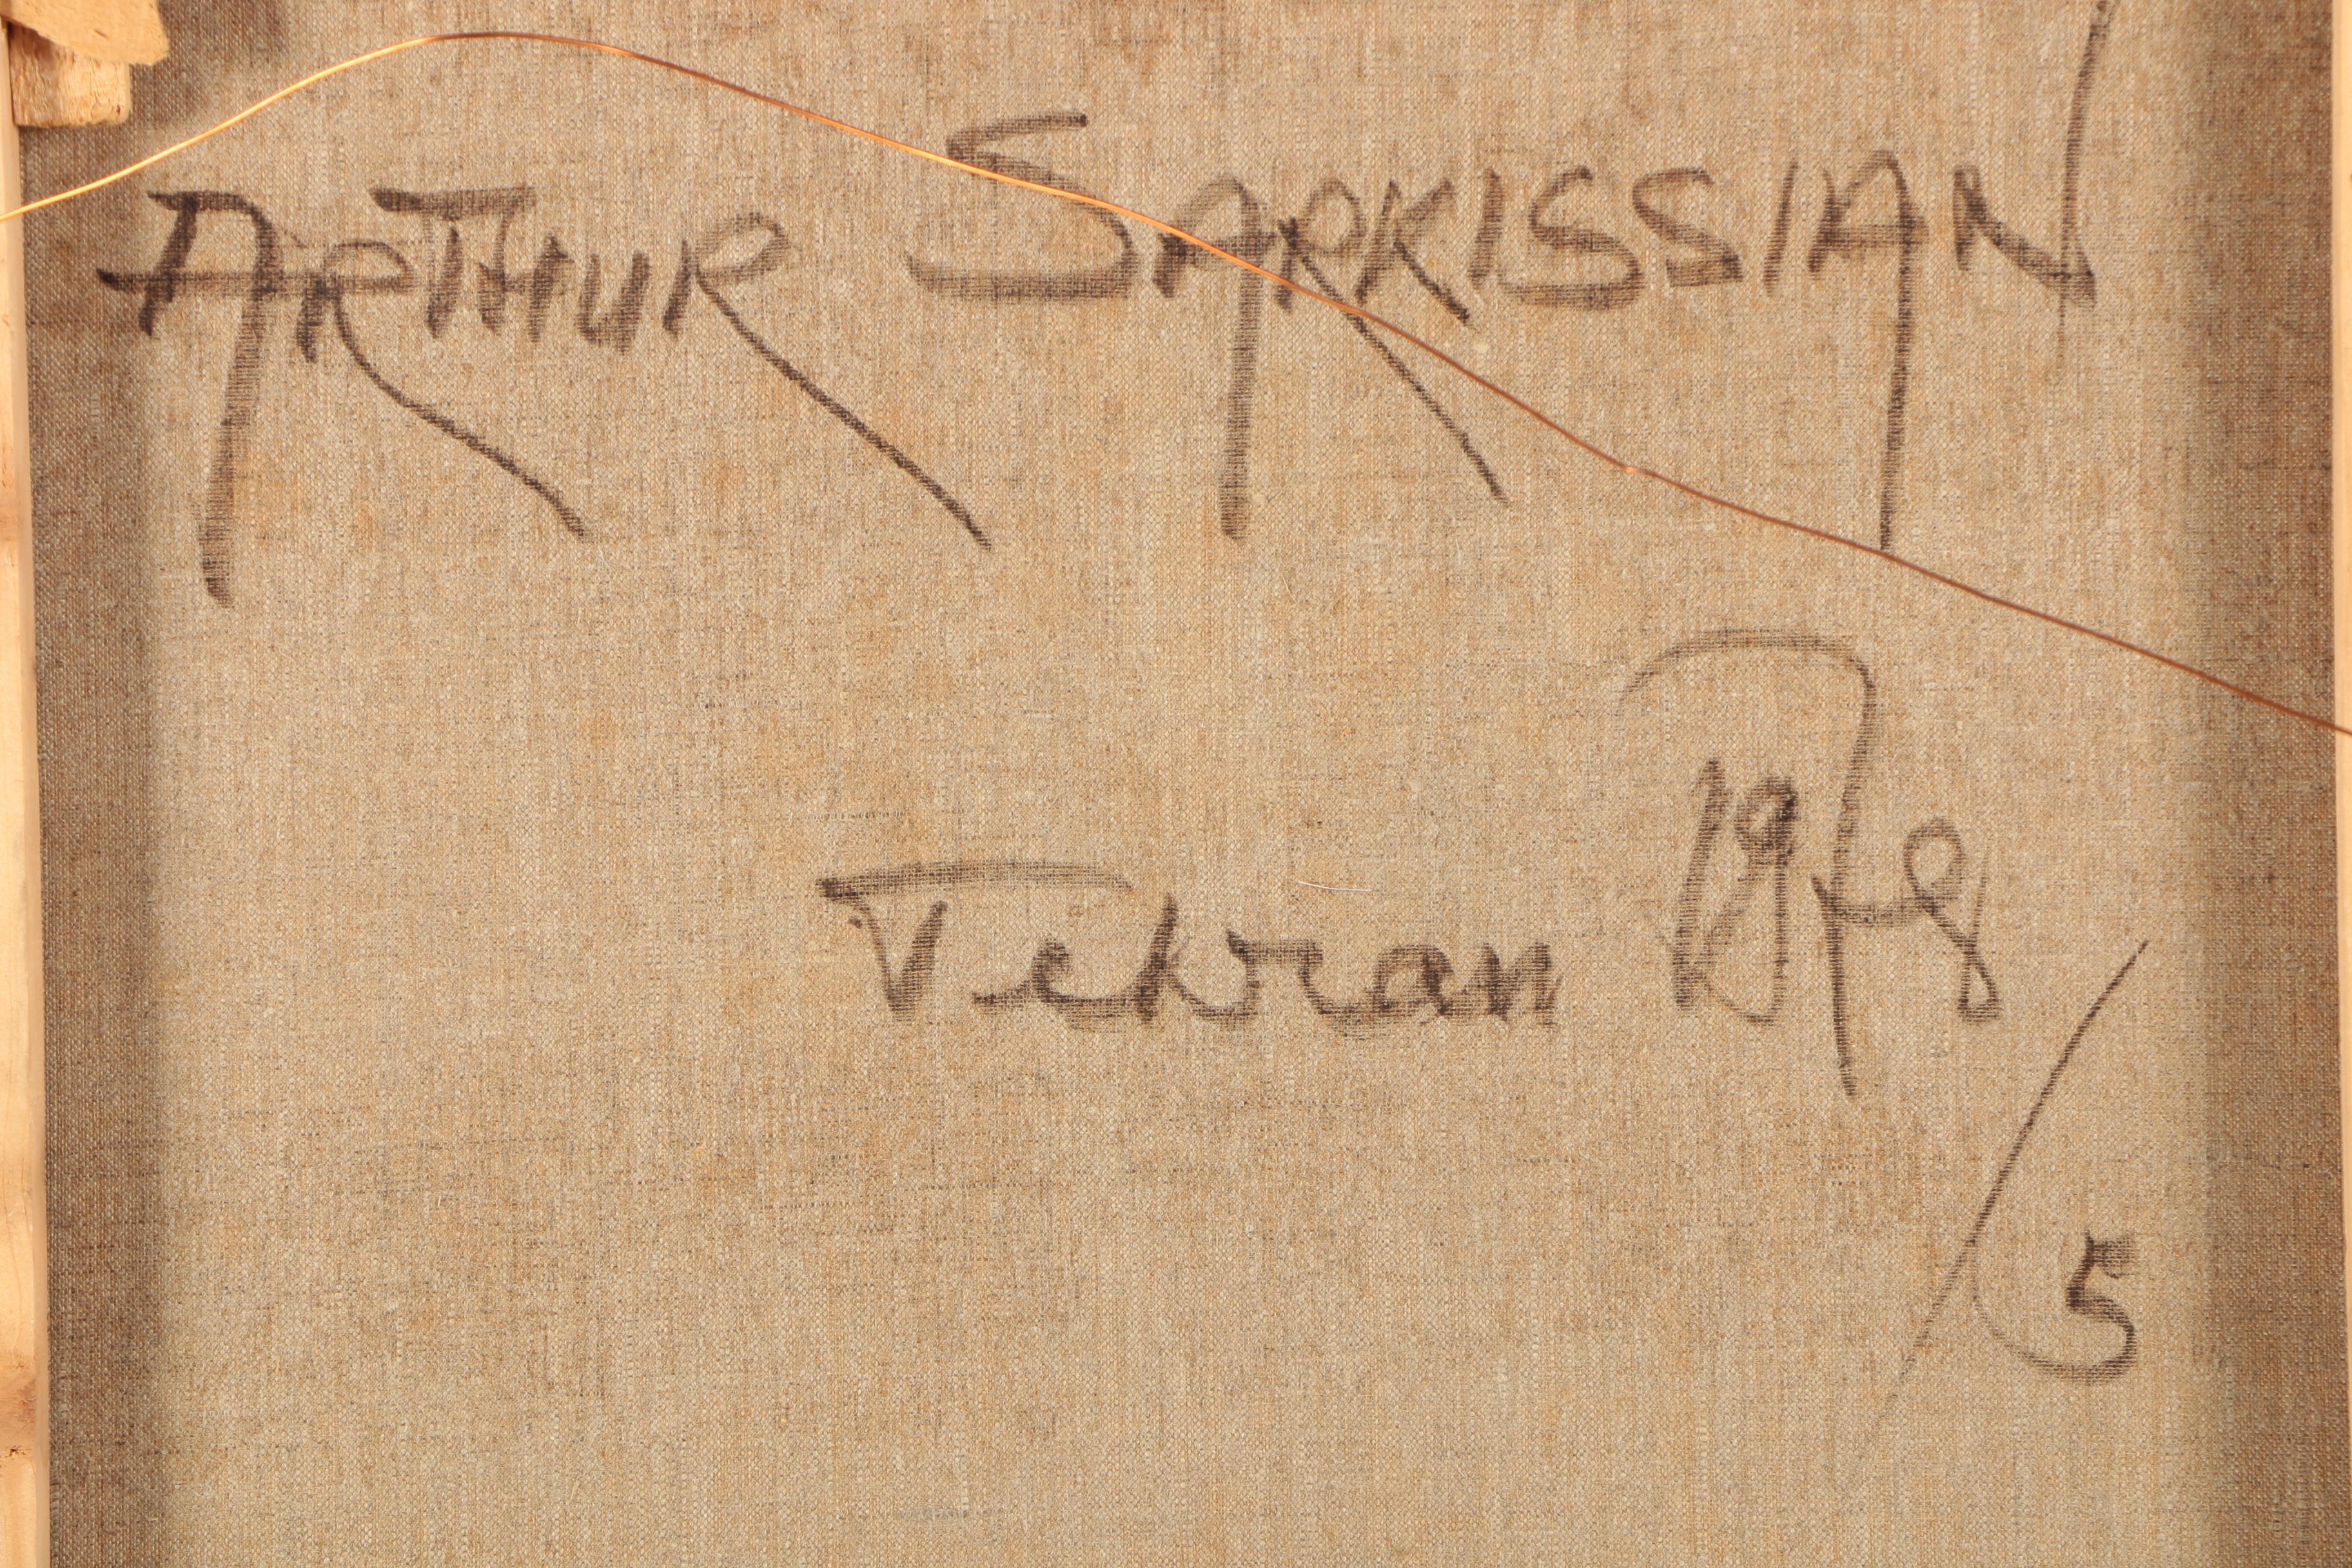 ARTHUR SARKISSIAN
Tehran 1978
/5